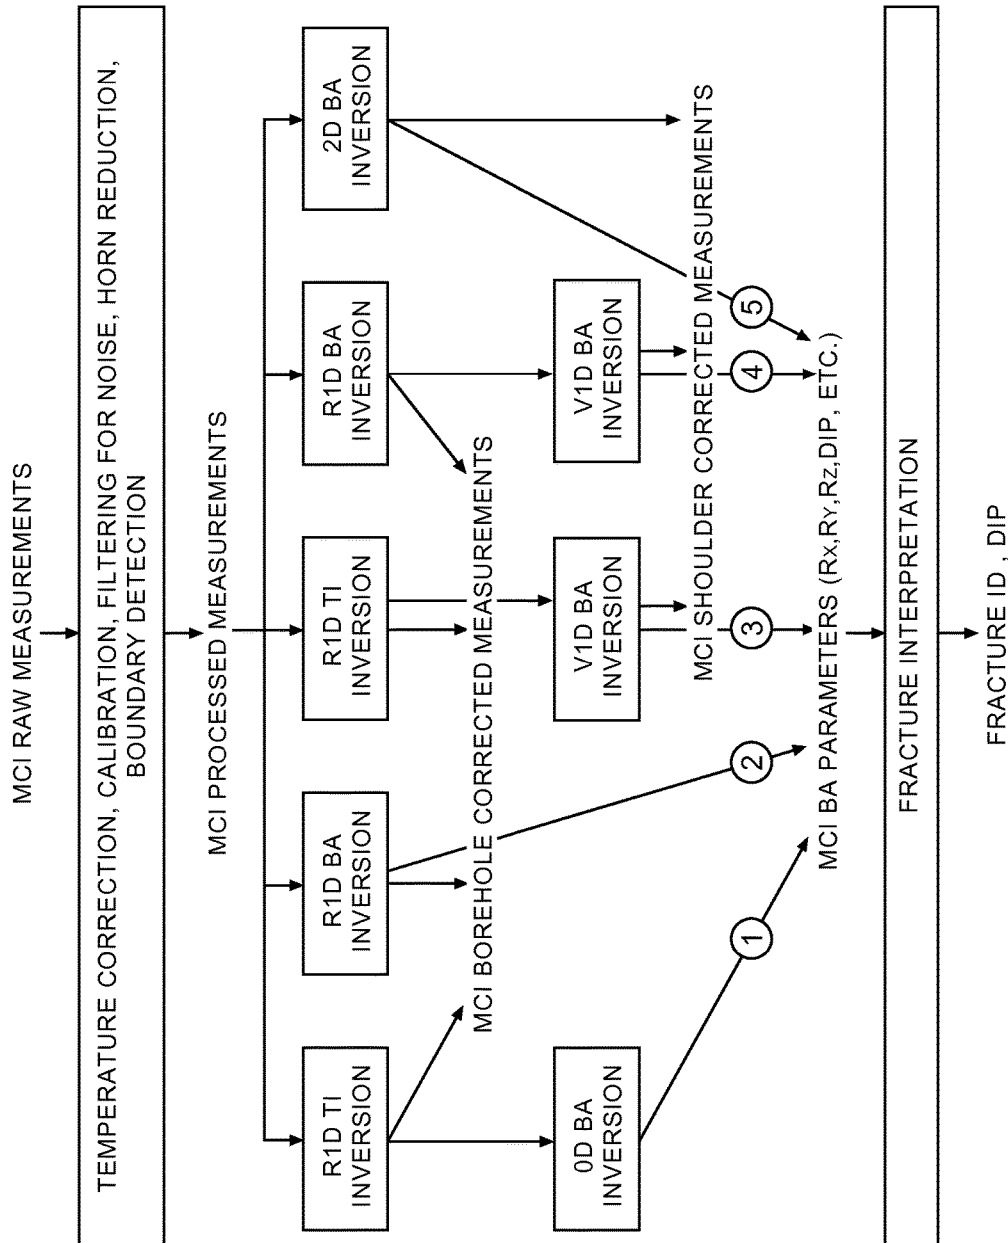 MCI RAW MEASUREMENTS
TEMPERATURE CORRECTION, CALIBRATION, FILTERING FOR NOISE, HORN REDUCTION,
BOUNDARY DETECTION
MCI PROCESSED MEASUREMENTS
R1D TI
INVERSION
R1D BA
INVERSION
R1D TI
INVERSION
R1D BA
INVERSION
2D BA
INVERSION
MCI BOREHOLE CORRECTED MEASUREMENTS
0D BA
INVERSION
V1D BA
INVERSION
V1D BA
INVERSION
MCI SHOULDER CORRECTED MEASUREMENTS
1
2
3
4
5
MCI BA PARAMETERS (RX,RY,RZ,DIP, ETC.)
FRACTURE INTERPRETATION
FRACTURE ID , DIP